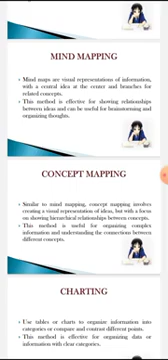 MIND MAPPING
• Mind maps are visual representations of information,
with a central idea at the center and branches for
related concepts.
• This method is effective for showing relationships
between ideas and can be useful for brainstorming and
organizing thoughts.
CONCEPT MAPPING
• Similar to mind mapping, concept mapping involves
creating a visual representation of ideas, but with a focus
on showing hierarchical relationships between concepts.
• This method is useful for organizing complex
information and understanding the connections between
different concepts.
CHARTING
• Use tables or charts to organize information into
categories or compare and contrast different points.
• This method is effective for organizing data or
information with clear categories.